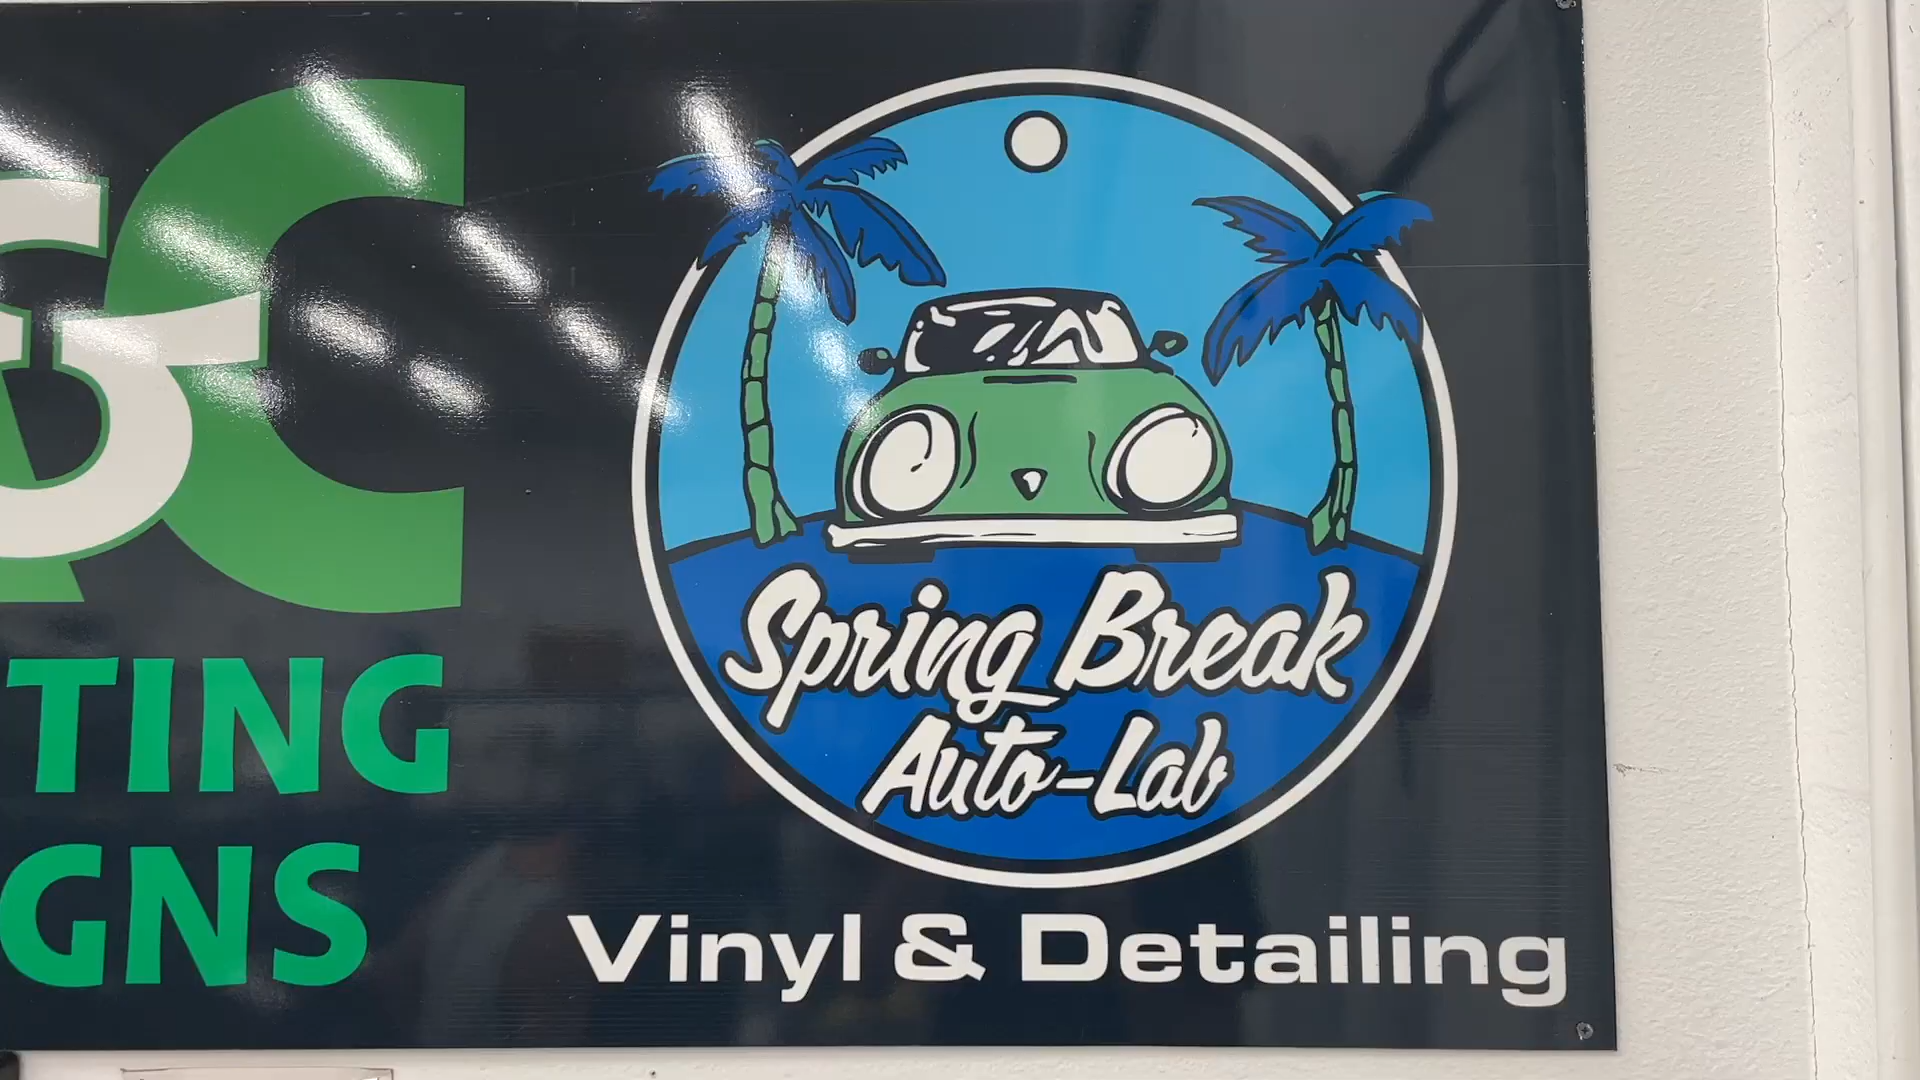 &C
TING
GNS
Spring Break
Auto-Lab
Vinyl & Detailing